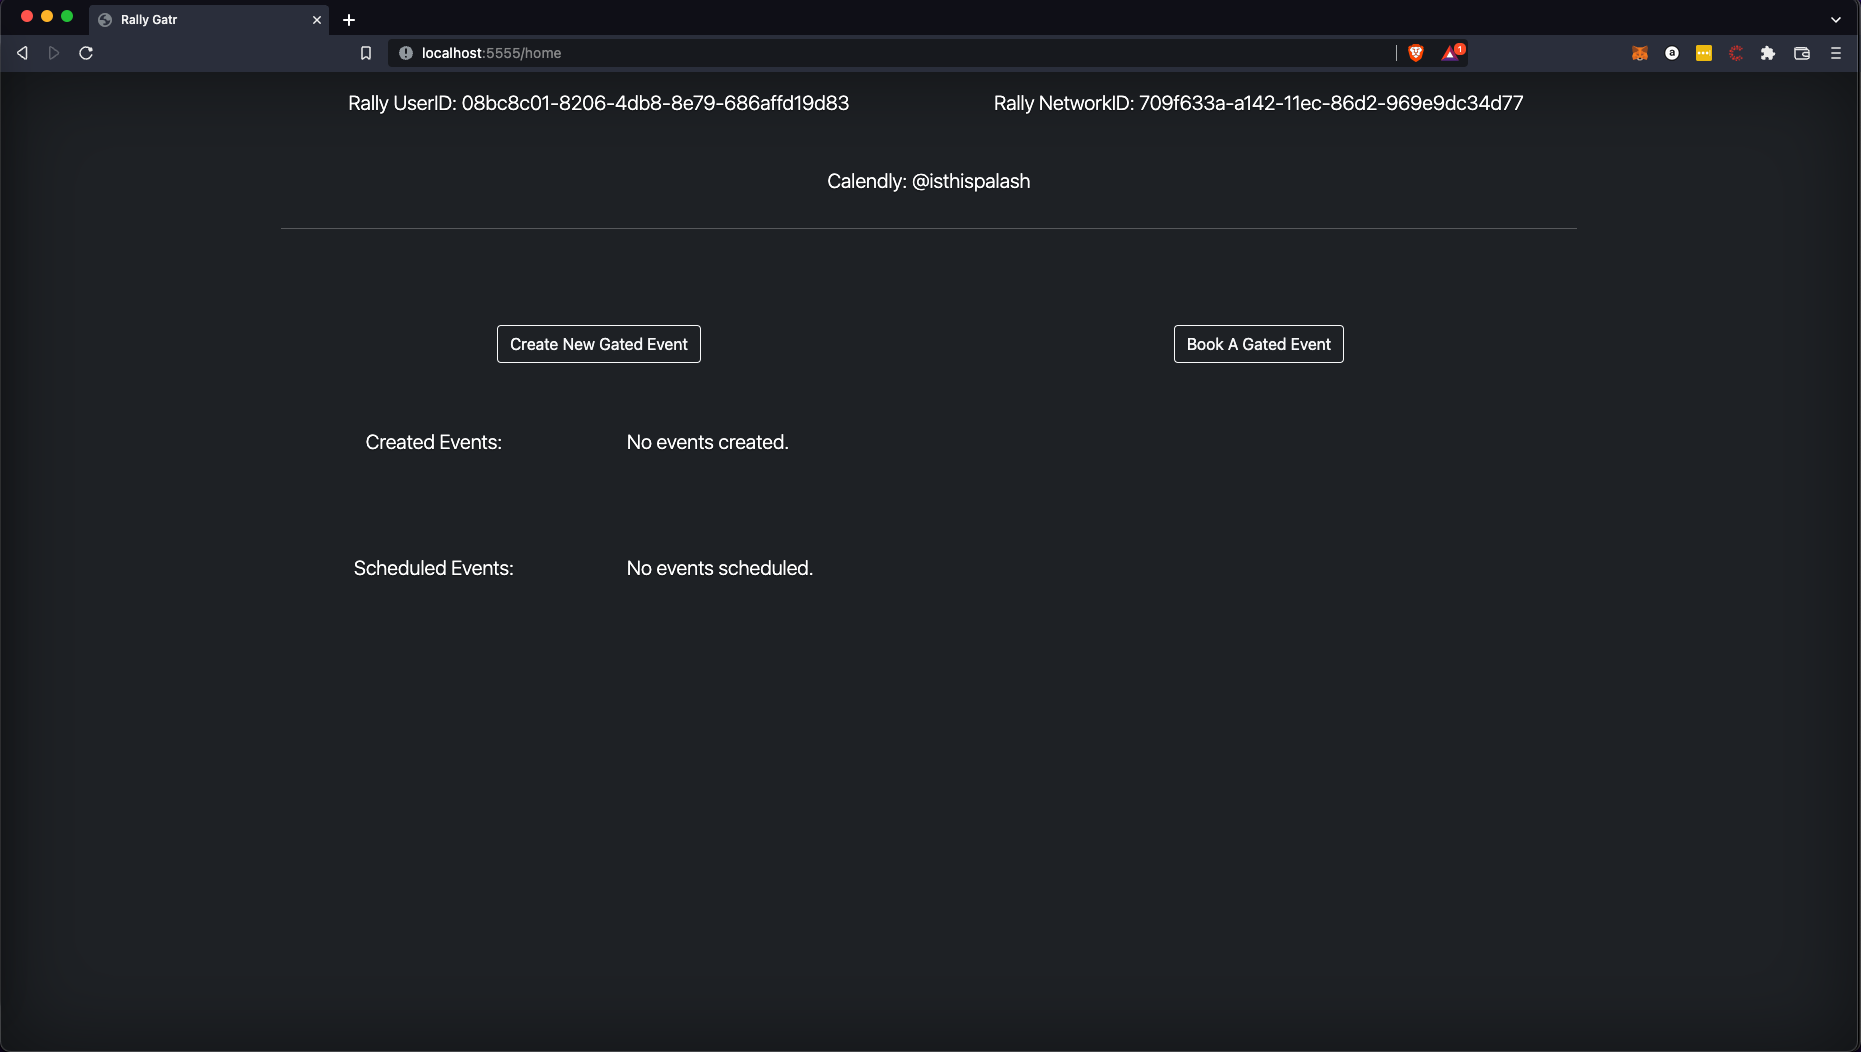 Rally Gatr
localhost:5555/home
1
a
Rally UserID: 08bc8c01-8206-4db8-8e79-686affd19d83
Rally NetworkID: 709f633a-a142-11ec-86d2-969e9dc34d77
Calendly: @isthispalash
Create New Gated Event
Book A Gated Event
Created Events:
No events created.
Scheduled Events:
No events scheduled.